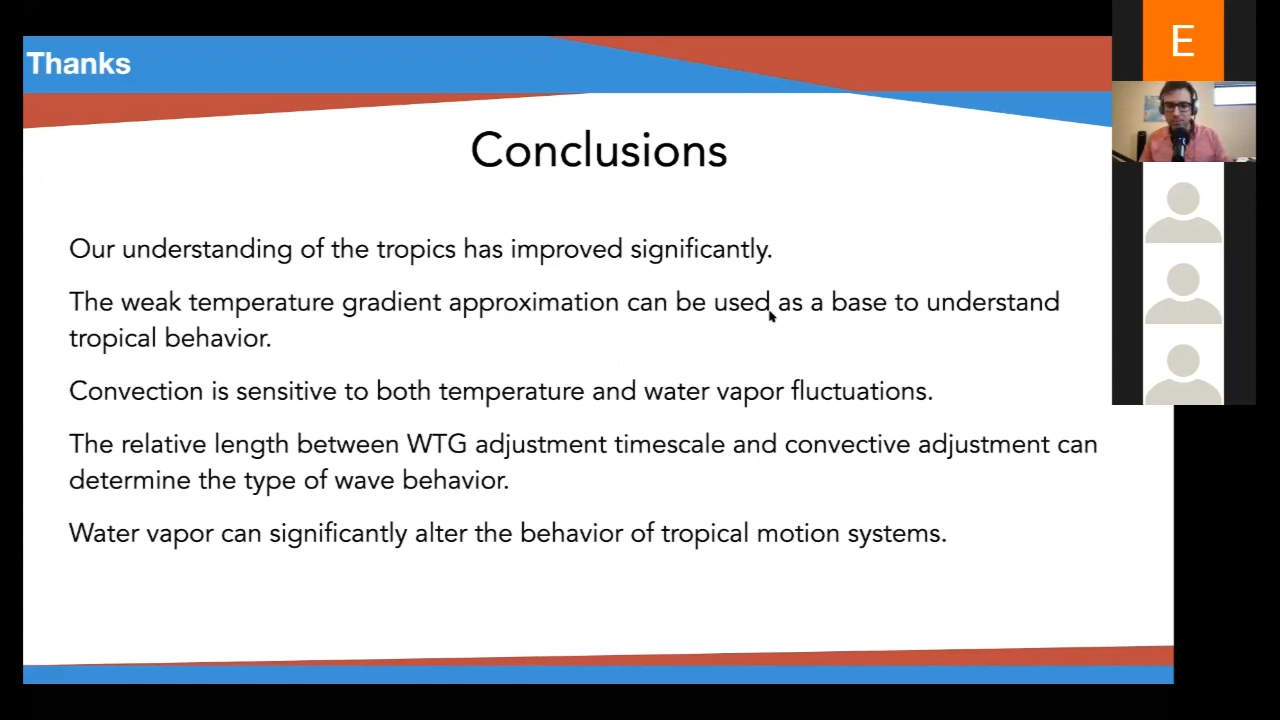 Thanks
E
Conclusions
Our understanding of the tropics has improved significantly.
The weak temperature gradient approximation can be used as a base to understand
tropical behavior.
Convection is sensitive to both temperature and water vapor fluctuations.
The relative length between WTG adjustment timescale and convective adjustment can
determine the type of wave behavior.
Water vapor can significantly alter the behavior of tropical motion systems.